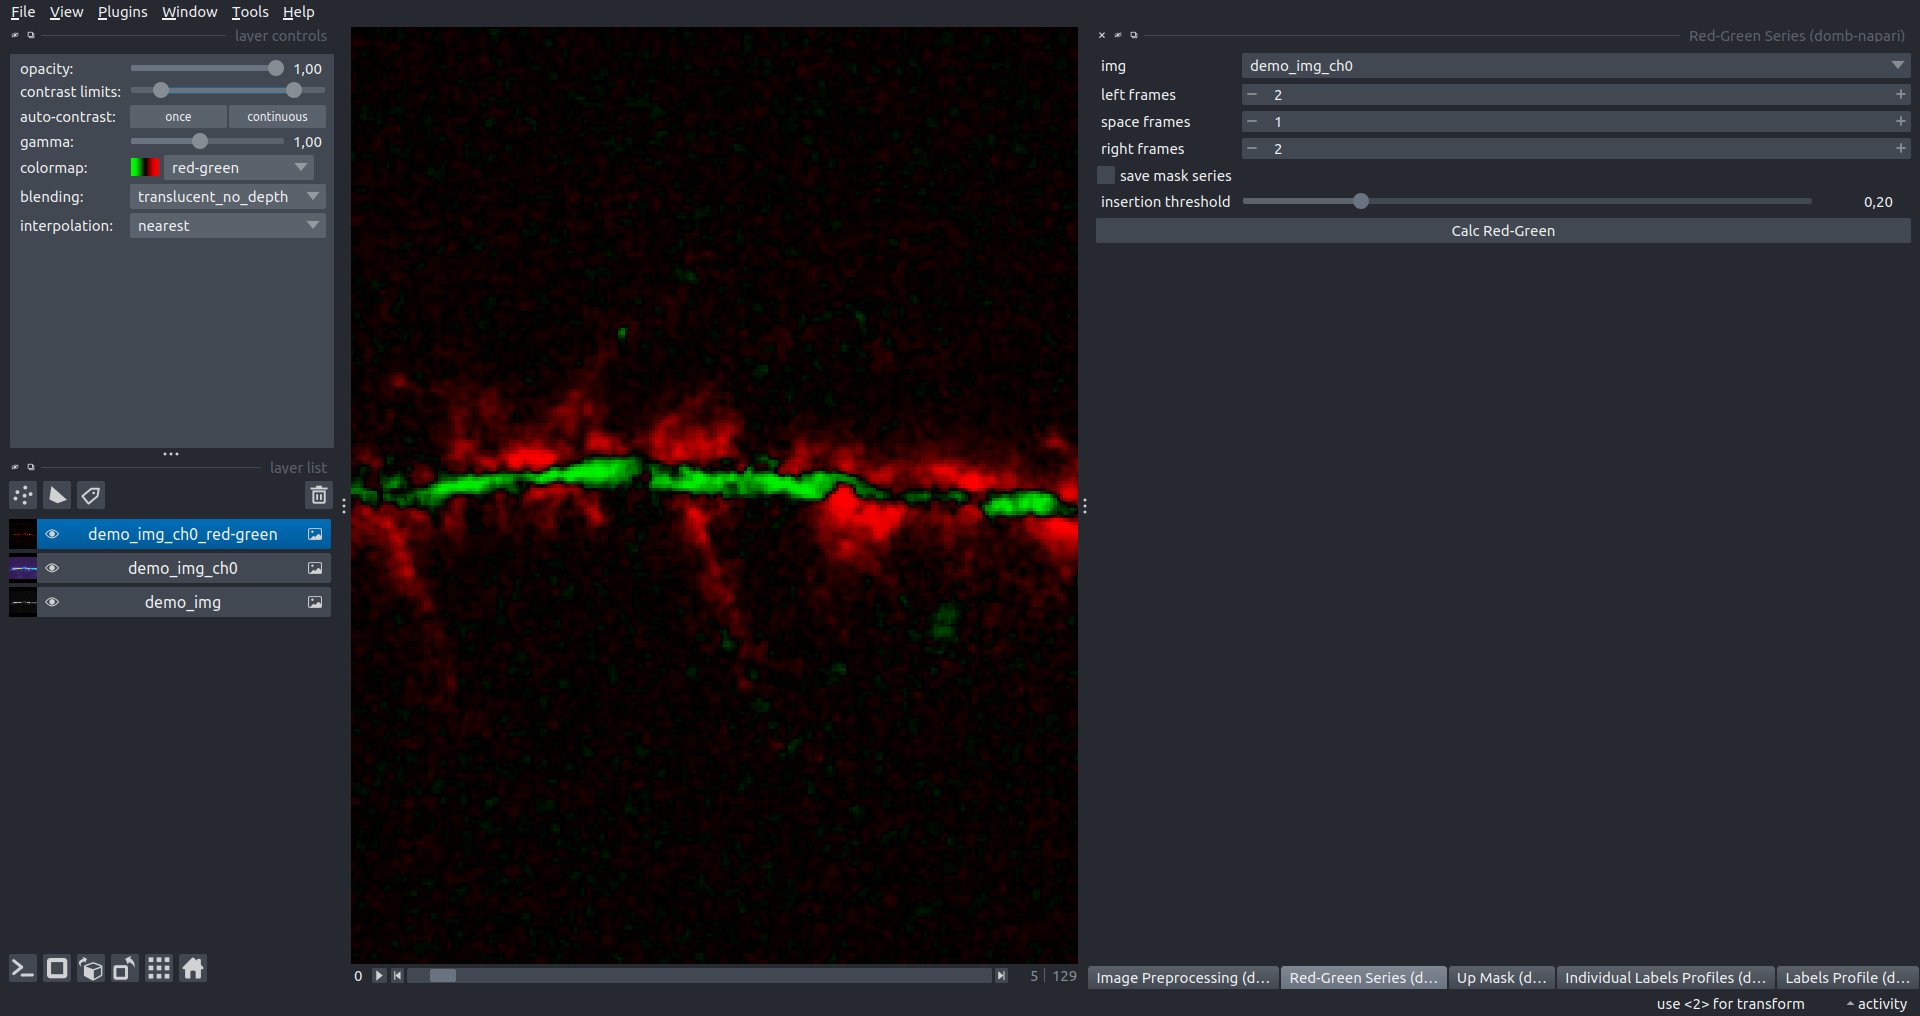 File View Plugins Window Tools Help
layer controls
opacity: 1,00
contrast limits:
auto-contrast: once continuous
gamma: 1,00
colormap: red-green
blending: translucent_no_depth
interpolation: nearest
layer list
demo_img_ch0_red-green
demo_img_ch0
demo_img
0 5 129
Red-Green Series (domb-napari)
img demo_img_ch0
left frames 2
space frames 1
right frames 2
save mask series
insertion threshold 0,20
Calc Red-Green
Image Preprocessing (d... Red-Green Series (d... Up Mask (d... Individual Labels Profiles (d... Labels Profile (d...
use <2> for transform activity